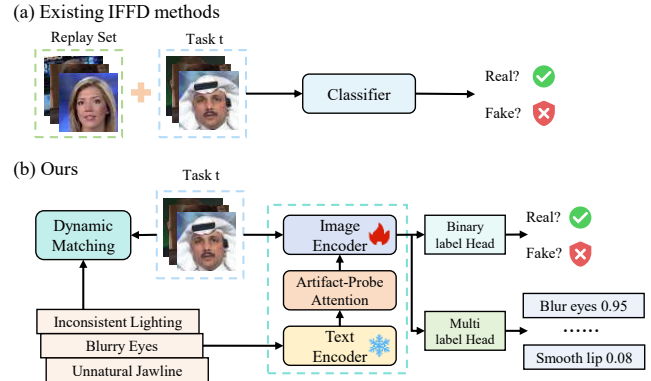 (a) Existing IFFD methods
Replay Set
Task t
Classifier
Real?
Fake?
(b) Ours
Task t
Dynamic
Matching
Image
Encoder
Binary
label Head
Real?
Fake?
Artifact-Probe
Attention
Inconsistent Lighting
Blurry Eyes
Unnatural Jawline
Text
Encoder
Multi
label Head
Blur eyes 0.95
......
Smooth lip 0.08